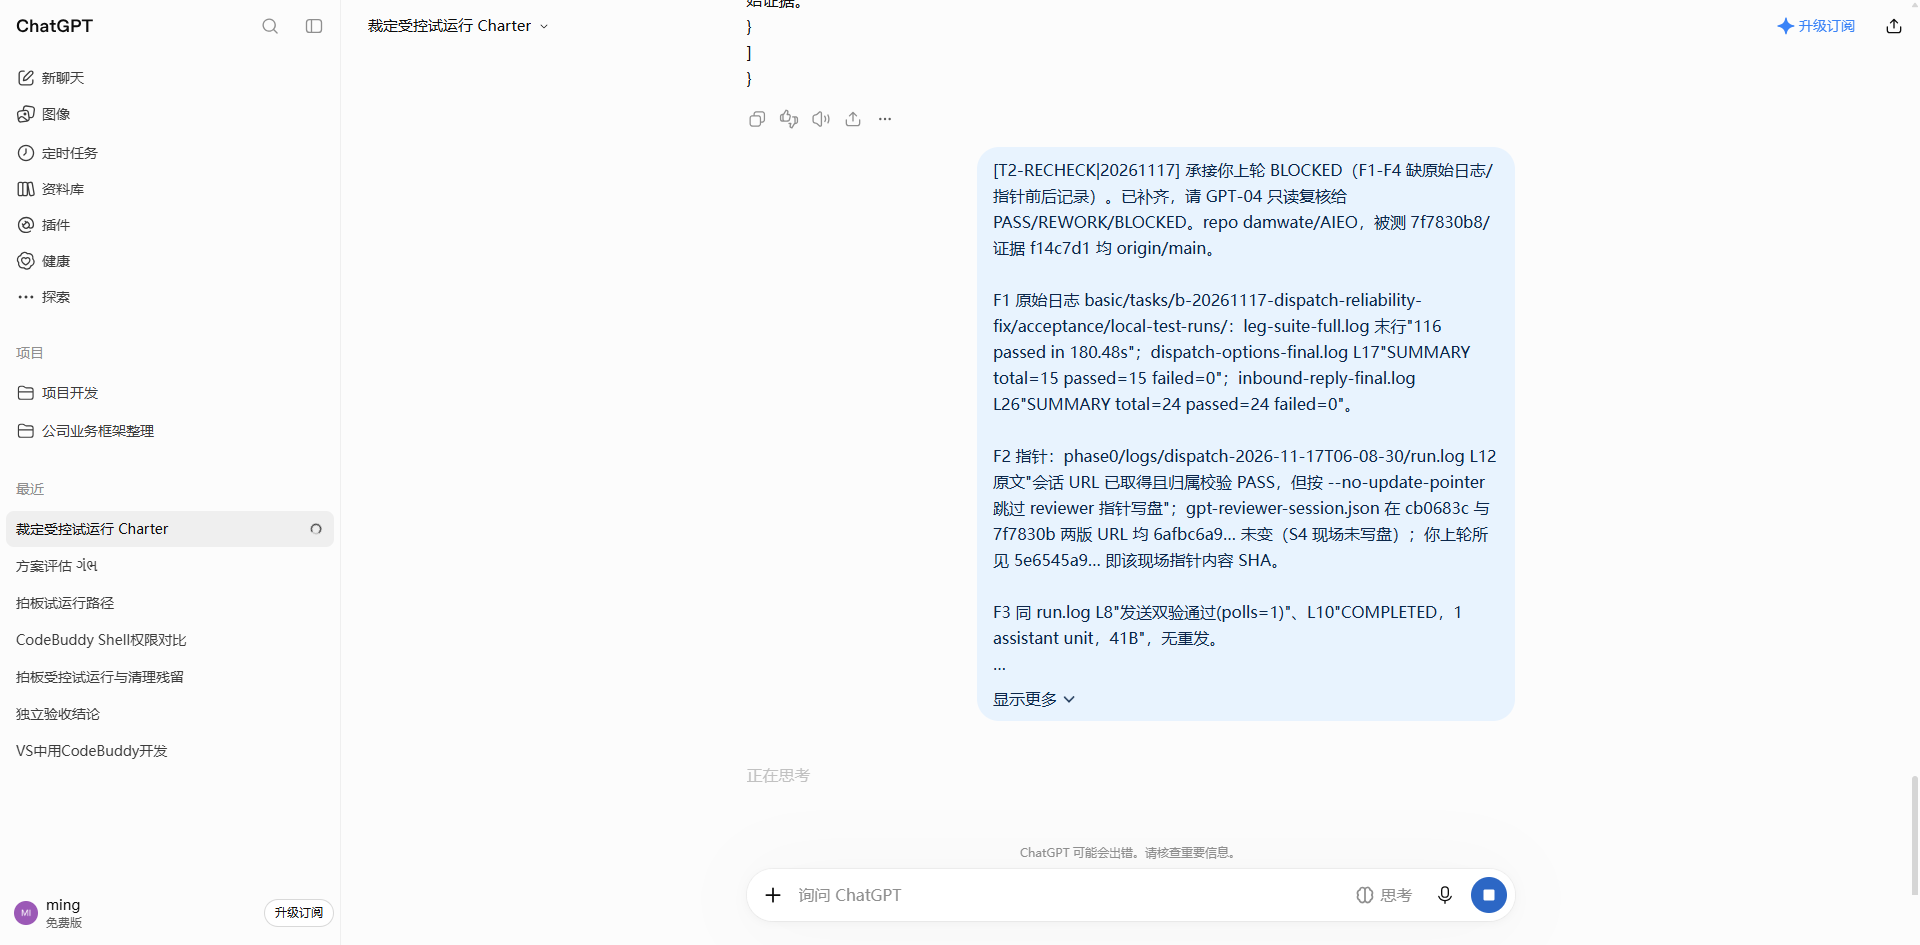 ChatGPT
新聊天
图像
定时任务
资料库
插件
健康
探索
项目
项目开发
公司业务框架整理
最近
裁定受控试运行 Charter
方案评估 ગેલ
拍板试运行路径
CodeBuddy Shell权限对比
拍板受控试运行与清理残留
独立验收结论
VS中用CodeBuddy开发
MI
ming
免费版
升级订阅
裁定受控试运行 Charter
升级订阅
始证据。
}
]
}
[T2-RECHECK|20261117] 承接你上轮 BLOCKED（F1-F4 缺原始日志/
指针前后记录）。已补齐，请 GPT-04 只读复核给
PASS/REWORK/BLOCKED。repo damwate/AIEO，被测 7f7830b8/
证据 f14c7d1 均 origin/main。
F1 原始日志 basic/tasks/b-20261117-dispatch-reliability-
fix/acceptance/local-test-runs/：leg-suite-full.log 末行"116
passed in 180.48s"；dispatch-options-final.log L17"SUMMARY
total=15 passed=15 failed=0"；inbound-reply-final.log
L26"SUMMARY total=24 passed=24 failed=0"。
F2 指针：phase0/logs/dispatch-2026-11-17T06-08-30/run.log L12
原文"会话 URL 已取得且归属校验 PASS，但按 --no-update-pointer
跳过 reviewer 指针写盘"；gpt-reviewer-session.json 在 cb0683c 与
7f7830b 两版 URL 均 6afbc6a9... 未变（S4 现场未写盘）；你上轮所
见 5e6545a9... 即该现场指针内容 SHA。
F3 同 run.log L8"发送双验通过(polls=1)"、L10"COMPLETED，1
assistant unit，41B"，无重发。
...
显示更多
正在思考
ChatGPT 可能会出错。请核查重要信息。
询问 ChatGPT
思考